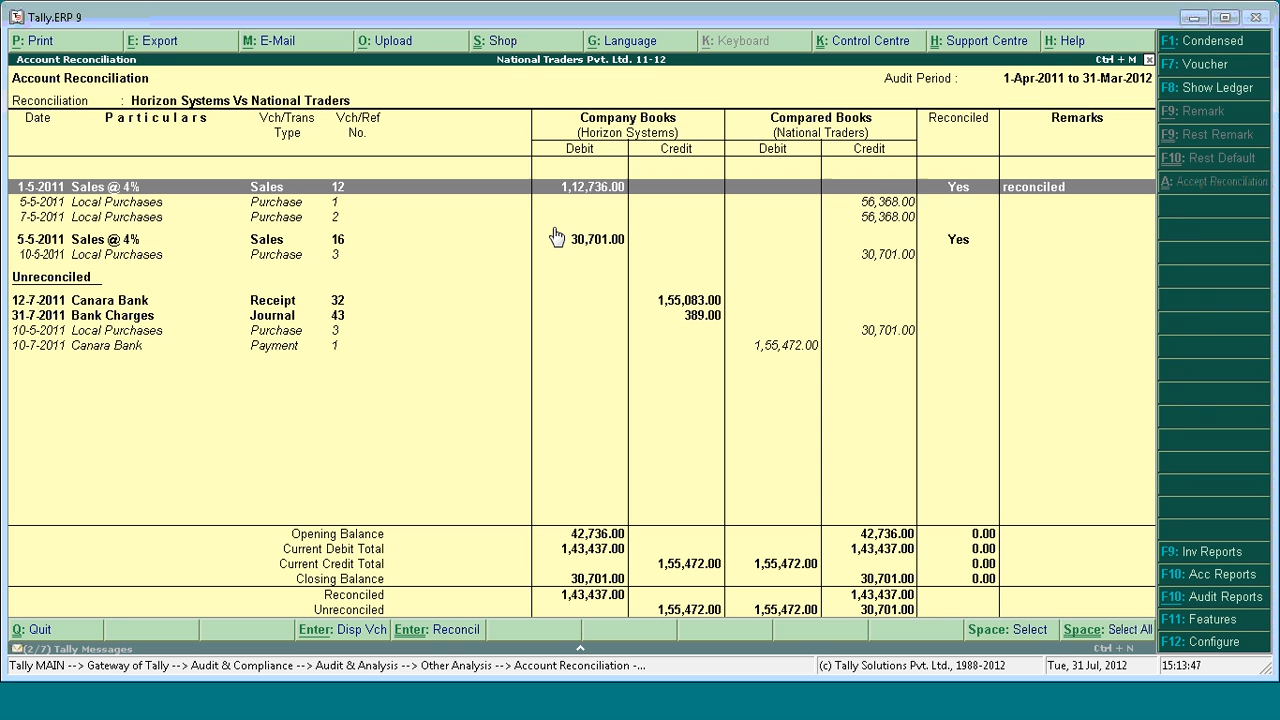 Tally.ERP 9
P: Print E: Export M: E-Mail O: Upload S: Shop G: Language K: Keyboard K: Control Centre H: Support Centre H: Help
Account Reconciliation National Traders Pvt. Ltd. 11-12 Ctrl + M
Account Reconciliation Audit Period : 1-Apr-2011 to 31-Mar-2012
Reconciliation : Horizon Systems Vs National Traders
Date Particulars Vch/Trans Type Vch/Ref No. Company Books (Horizon Systems) Compared Books (National Traders) Reconciled Remarks
Debit Credit Debit Credit
1-5-2011 Sales @ 4% Sales 12 1,12,736.00 Yes reconciled
5-5-2011 Local Purchases Purchase 1 56,368.00
7-5-2011 Local Purchases Purchase 2 56,368.00
5-5-2011 Sales @ 4% Sales 16 30,701.00 Yes
10-5-2011 Local Purchases Purchase 3 30,701.00
Unreconciled
12-7-2011 Canara Bank Receipt 32 1,55,083.00
31-7-2011 Bank Charges Journal 43 389.00
10-5-2011 Local Purchases Purchase 3 30,701.00
10-7-2011 Canara Bank Payment 1 1,55,472.00
Opening Balance 42,736.00 42,736.00 0.00
Current Debit Total 1,43,437.00 1,43,437.00 0.00
Current Credit Total 1,55,472.00 1,55,472.00 0.00
Closing Balance 30,701.00 30,701.00 0.00
Reconciled 1,43,437.00 1,43,437.00
Unreconciled 1,55,472.00 1,55,472.00 30,701.00
Q: Quit Enter: Disp Vch Enter: Reconcil Space: Select Space: Select All
(2/7) Tally Messages Ctrl + N
Tally MAIN --> Gateway of Tally --> Audit & Compliance --> Audit & Analysis --> Other Analysis --> Account Reconciliation -... (c) Tally Solutions Pvt. Ltd., 1988-2012 Tue, 31 Jul, 2012 15:13:47
F1: Condensed
F7: Voucher
F8: Show Ledger
F9: Remark
F9: Rest Remark
F10: Rest Default
A: Accept Reconciliation
F9: Inv Reports
F10: Acc Reports
F10: Audit Reports
F11: Features
F12: Configure